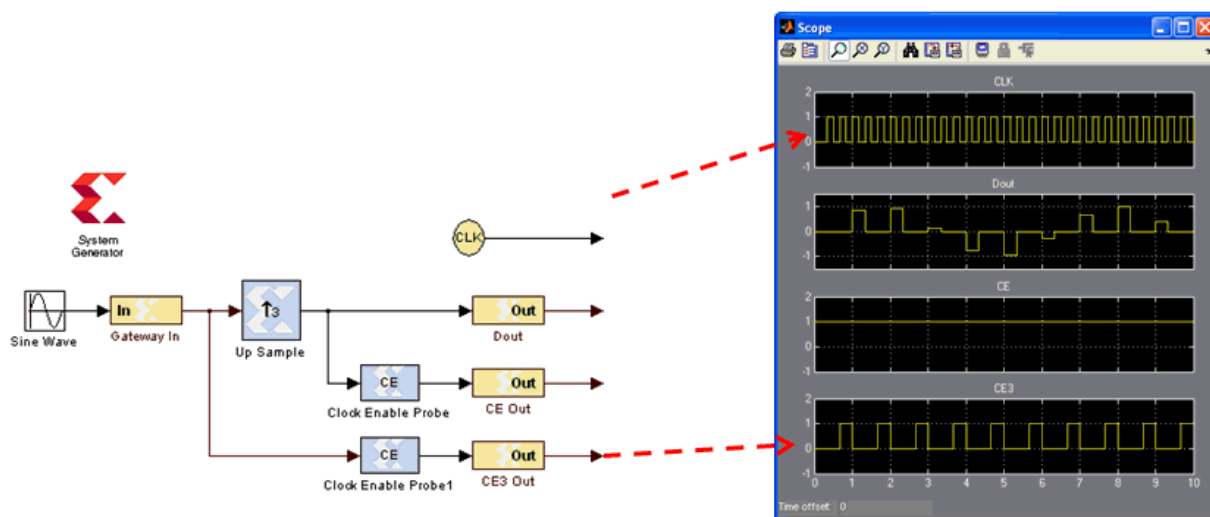 System
Generator
Sine Wave
In
Gateway In
↑3
Up Sample
CLK
Out
Dout
CE
Clock Enable Probe
Out
CE Out
CE
Clock Enable Probe1
Out
CE3 Out
Scope
CLK
2
1
0
-1
Dout
1
0
-1
CE
2
1
0
-1
CE3
2
1
0
-1
0 1 2 3 4 5 6 7 8 9 10
Time offset: 0